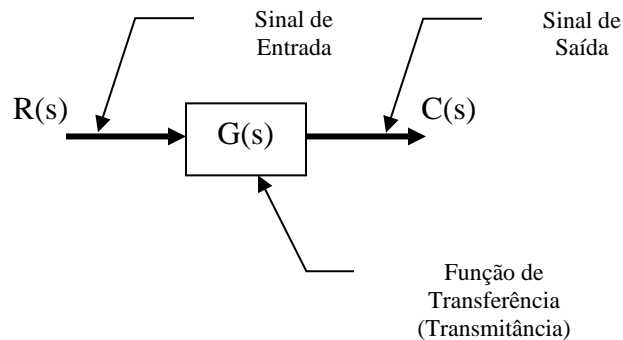 Sinal de
Entrada
Sinal de
Saída
R(s)
G(s)
C(s)
Função de
Transferência
(Transmitância)